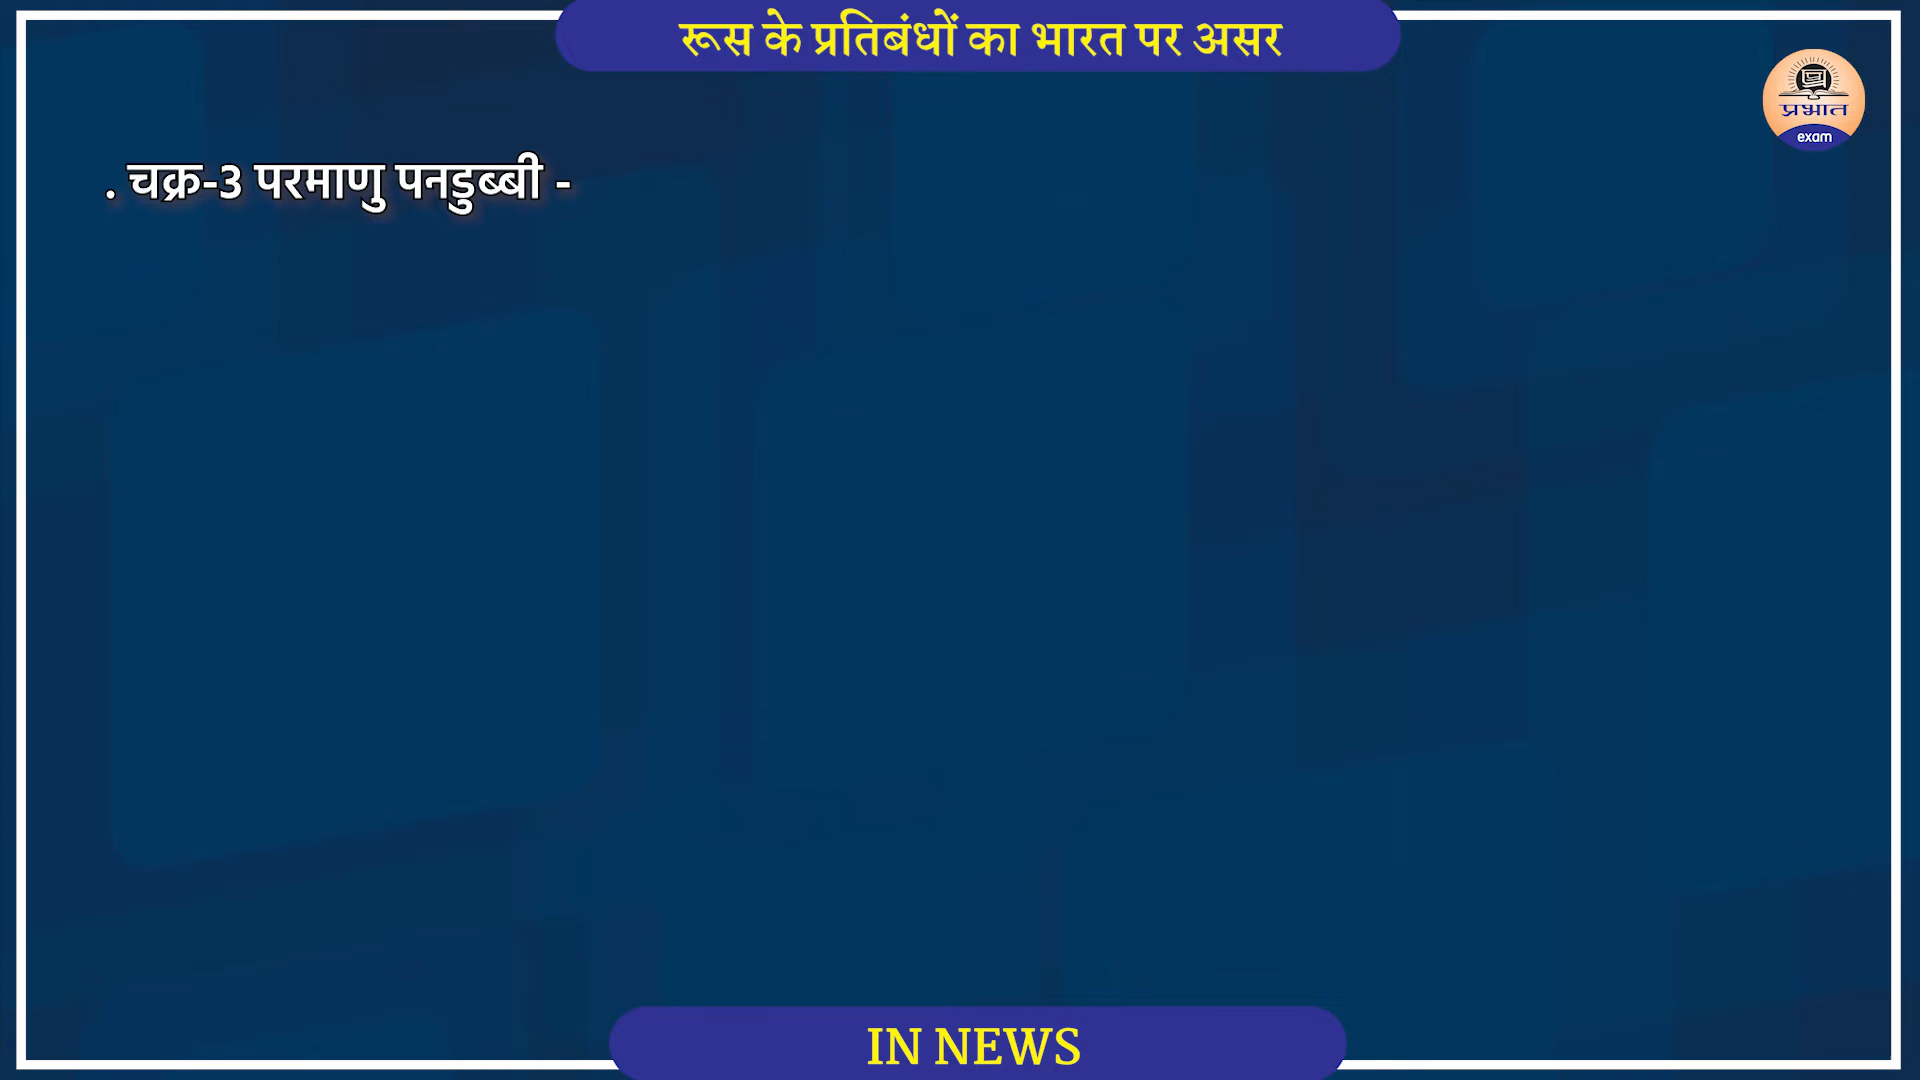 रूस के प्रतिबंधों का भारत पर असर
प्रभात
exam
. चक्र-3 परमाणु पनडुब्बी -
IN NEWS